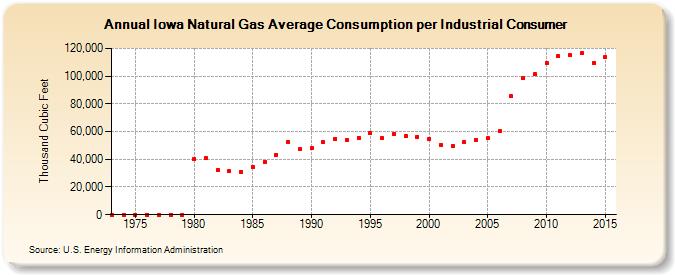 Annual Iowa Natural Gas Average Consumption per Industrial Consumer
Thousand Cubic Feet
120,000
100,000
80,000
60,000
40,000
20,000
0
1975 1980 1985 1990 1995 2000 2005 2010 2015
Source: U.S. Energy Information Administration